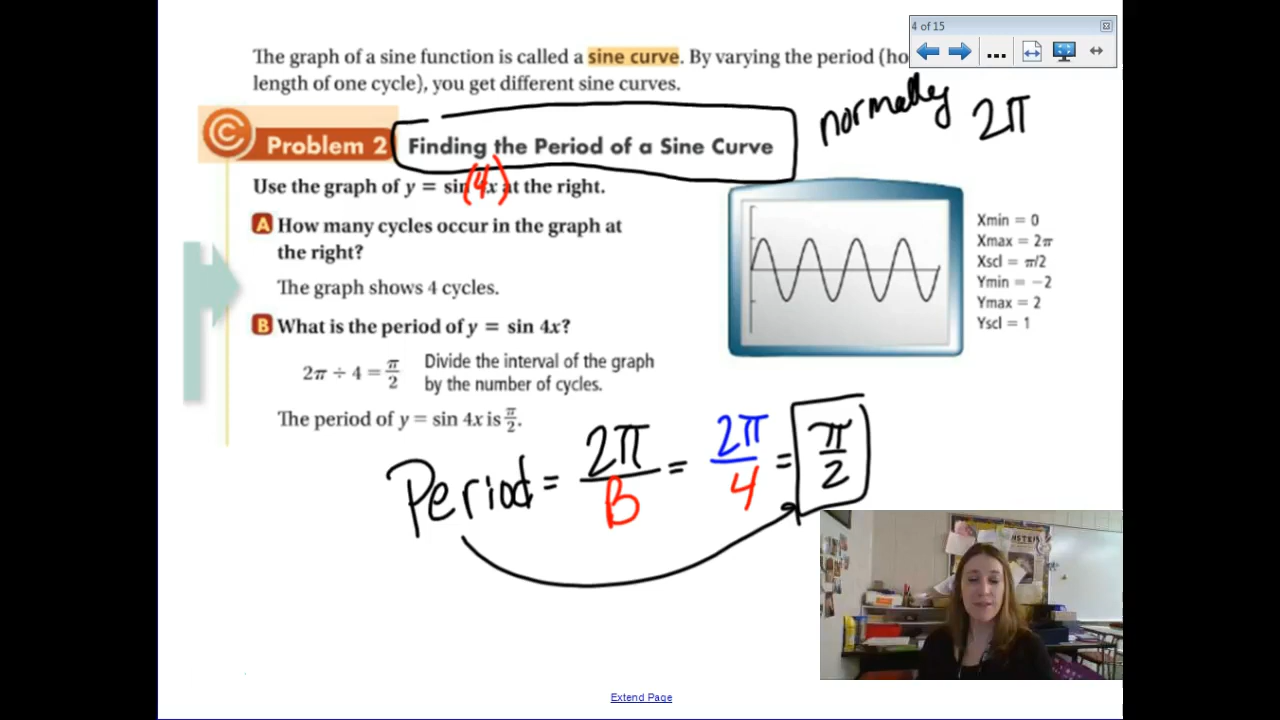 4 of 15
The graph of a sine function is called a sine curve. By varying the period (ho
length of one cycle), you get different sine curves.
normally 2π
Problem 2 Finding the Period of a Sine Curve
Use the graph of y = sin (4x) at the right.
A How many cycles occur in the graph at
the right?
The graph shows 4 cycles.
B What is the period of y = sin 4x?
2π ÷ 4 = π/2 Divide the interval of the graph
by the number of cycles.
The period of y = sin 4x is π/2.
Xmin = 0
Xmax = 2π
Xscl = π/2
Ymin = −2
Ymax = 2
Yscl = 1
Period = 2π/B = 2π/4 = π/2
Extend Page